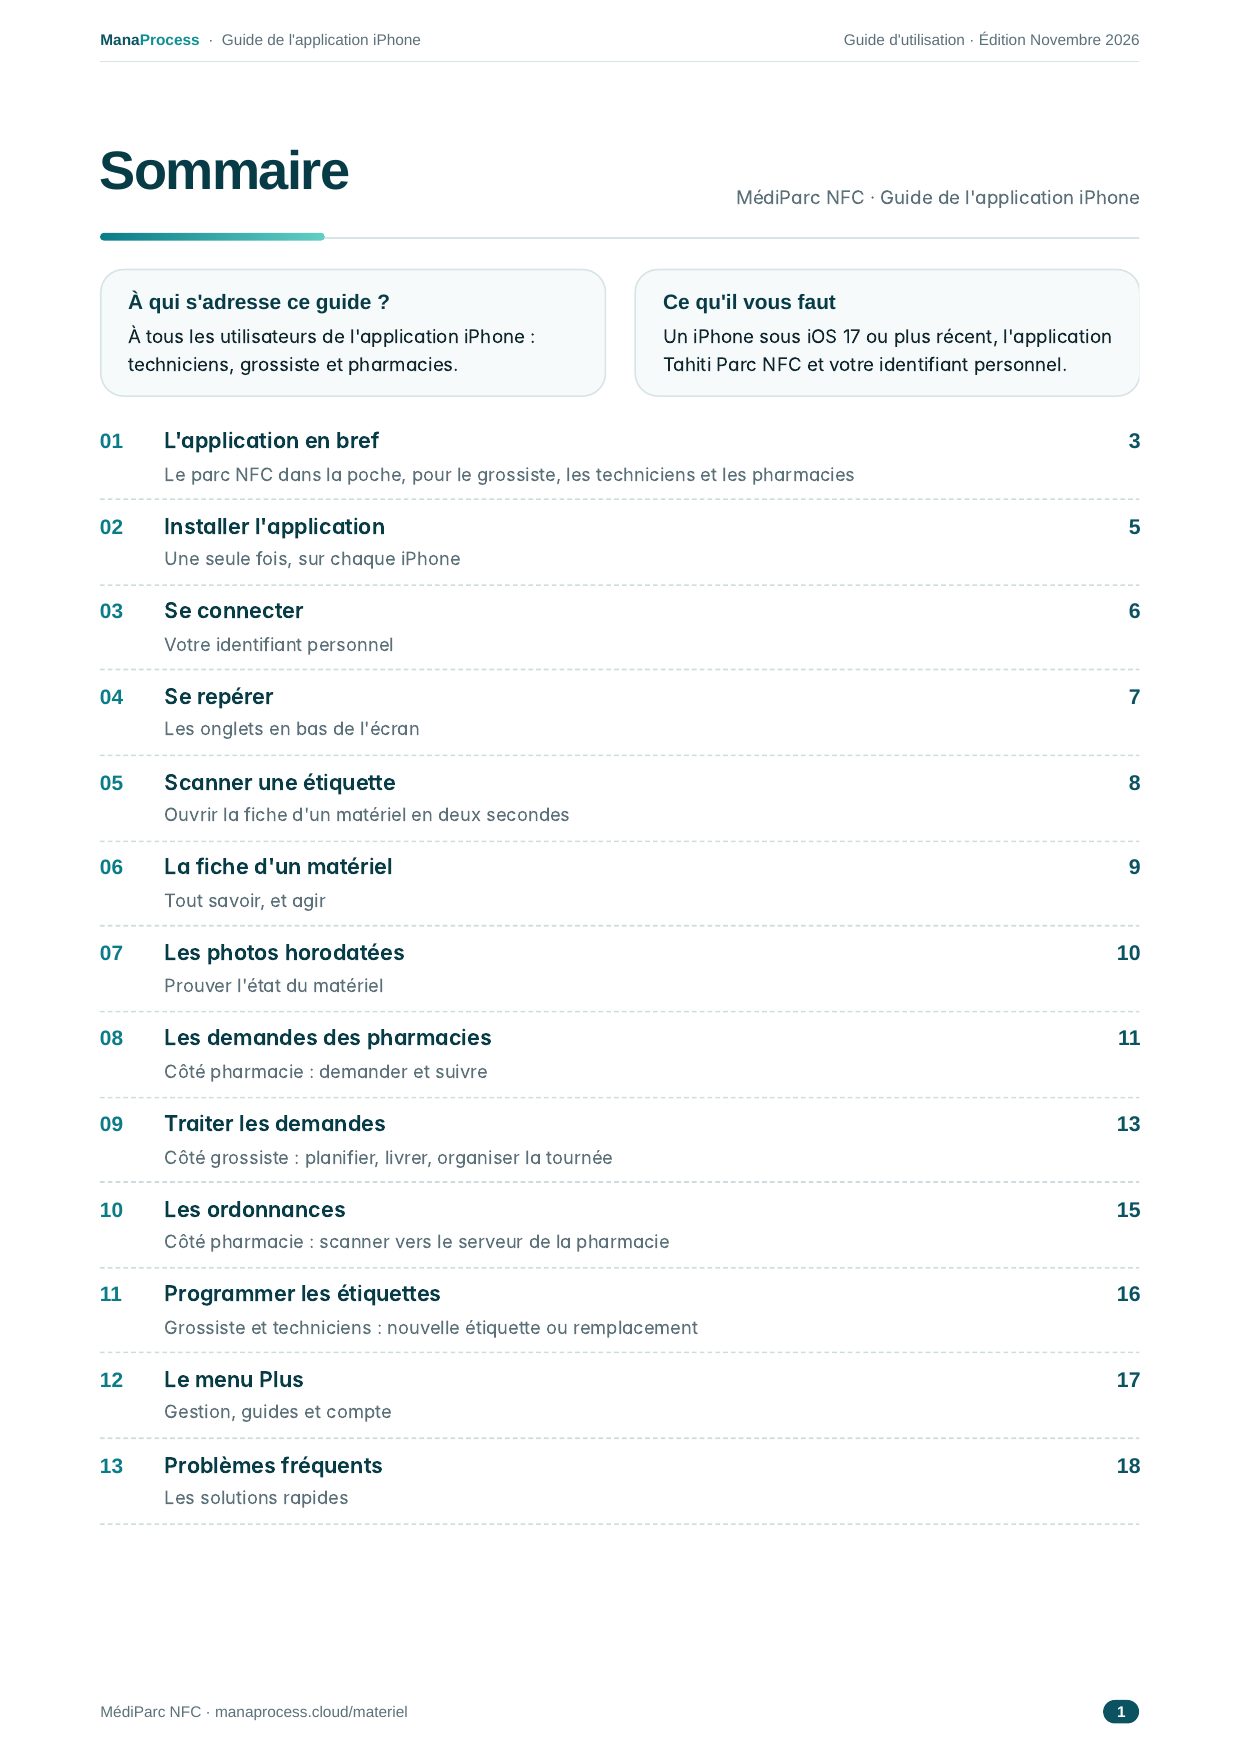 ManaProcess · Guide de l'application iPhone
Guide d'utilisation · Édition Novembre 2026
Sommaire
MédiParc NFC · Guide de l'application iPhone
À qui s'adresse ce guide ?
À tous les utilisateurs de l'application iPhone :
techniciens, grossiste et pharmacies.
Ce qu'il vous faut
Un iPhone sous iOS 17 ou plus récent, l'application
Tahiti Parc NFC et votre identifiant personnel.
01 L'application en bref 3
Le parc NFC dans la poche, pour le grossiste, les techniciens et les pharmacies
02 Installer l'application 5
Une seule fois, sur chaque iPhone
03 Se connecter 6
Votre identifiant personnel
04 Se repérer 7
Les onglets en bas de l'écran
05 Scanner une étiquette 8
Ouvrir la fiche d'un matériel en deux secondes
06 La fiche d'un matériel 9
Tout savoir, et agir
07 Les photos horodatées 10
Prouver l'état du matériel
08 Les demandes des pharmacies 11
Côté pharmacie : demander et suivre
09 Traiter les demandes 13
Côté grossiste : planifier, livrer, organiser la tournée
10 Les ordonnances 15
Côté pharmacie : scanner vers le serveur de la pharmacie
11 Programmer les étiquettes 16
Grossiste et techniciens : nouvelle étiquette ou remplacement
12 Le menu Plus 17
Gestion, guides et compte
13 Problèmes fréquents 18
Les solutions rapides
MédiParc NFC · manaprocess.cloud/materiel
1